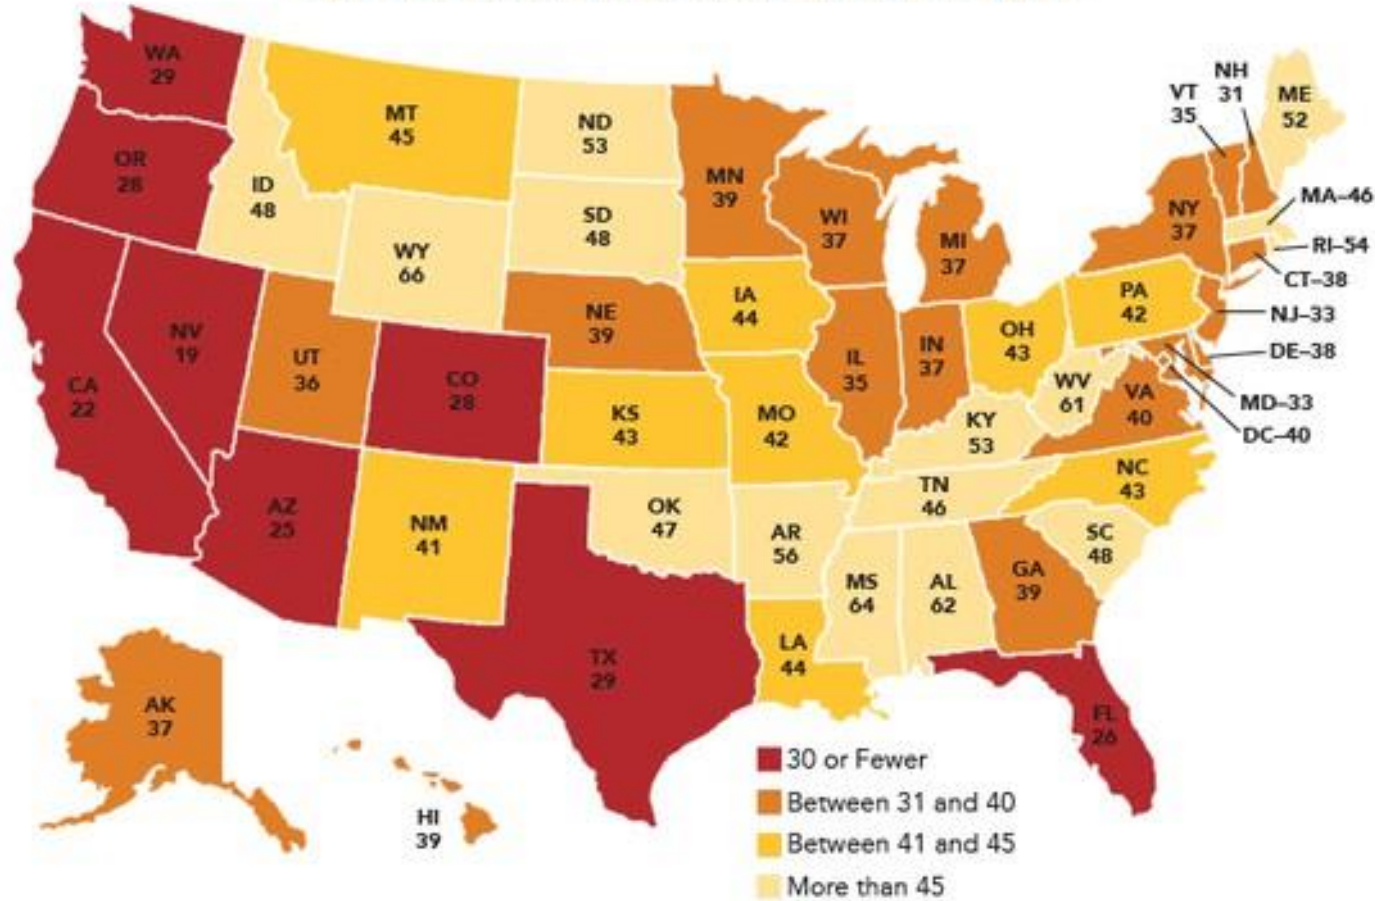 WA
29
OR
28
CA
22
NV
19
ID
48
MT
45
WY
66
UT
36
CO
28
AZ
25
NM
41
ND
53
SD
48
NE
39
KS
43
OK
47
TX
29
MN
39
IA
44
MO
42
AR
56
LA
44
WI
37
IL
35
MI
37
IN
37
OH
43
KY
53
TN
46
MS
64
AL
62
GA
39
FL
26
SC
48
NC
43
VA
40
WV
61
PA
42
NY
37
VT
35
NH
31
ME
52
MA–46
RI–54
CT–38
NJ–33
DE–38
MD–33
DC–40
AK
37
HI
39
30 or Fewer
Between 31 and 40
Between 41 and 45
More than 45